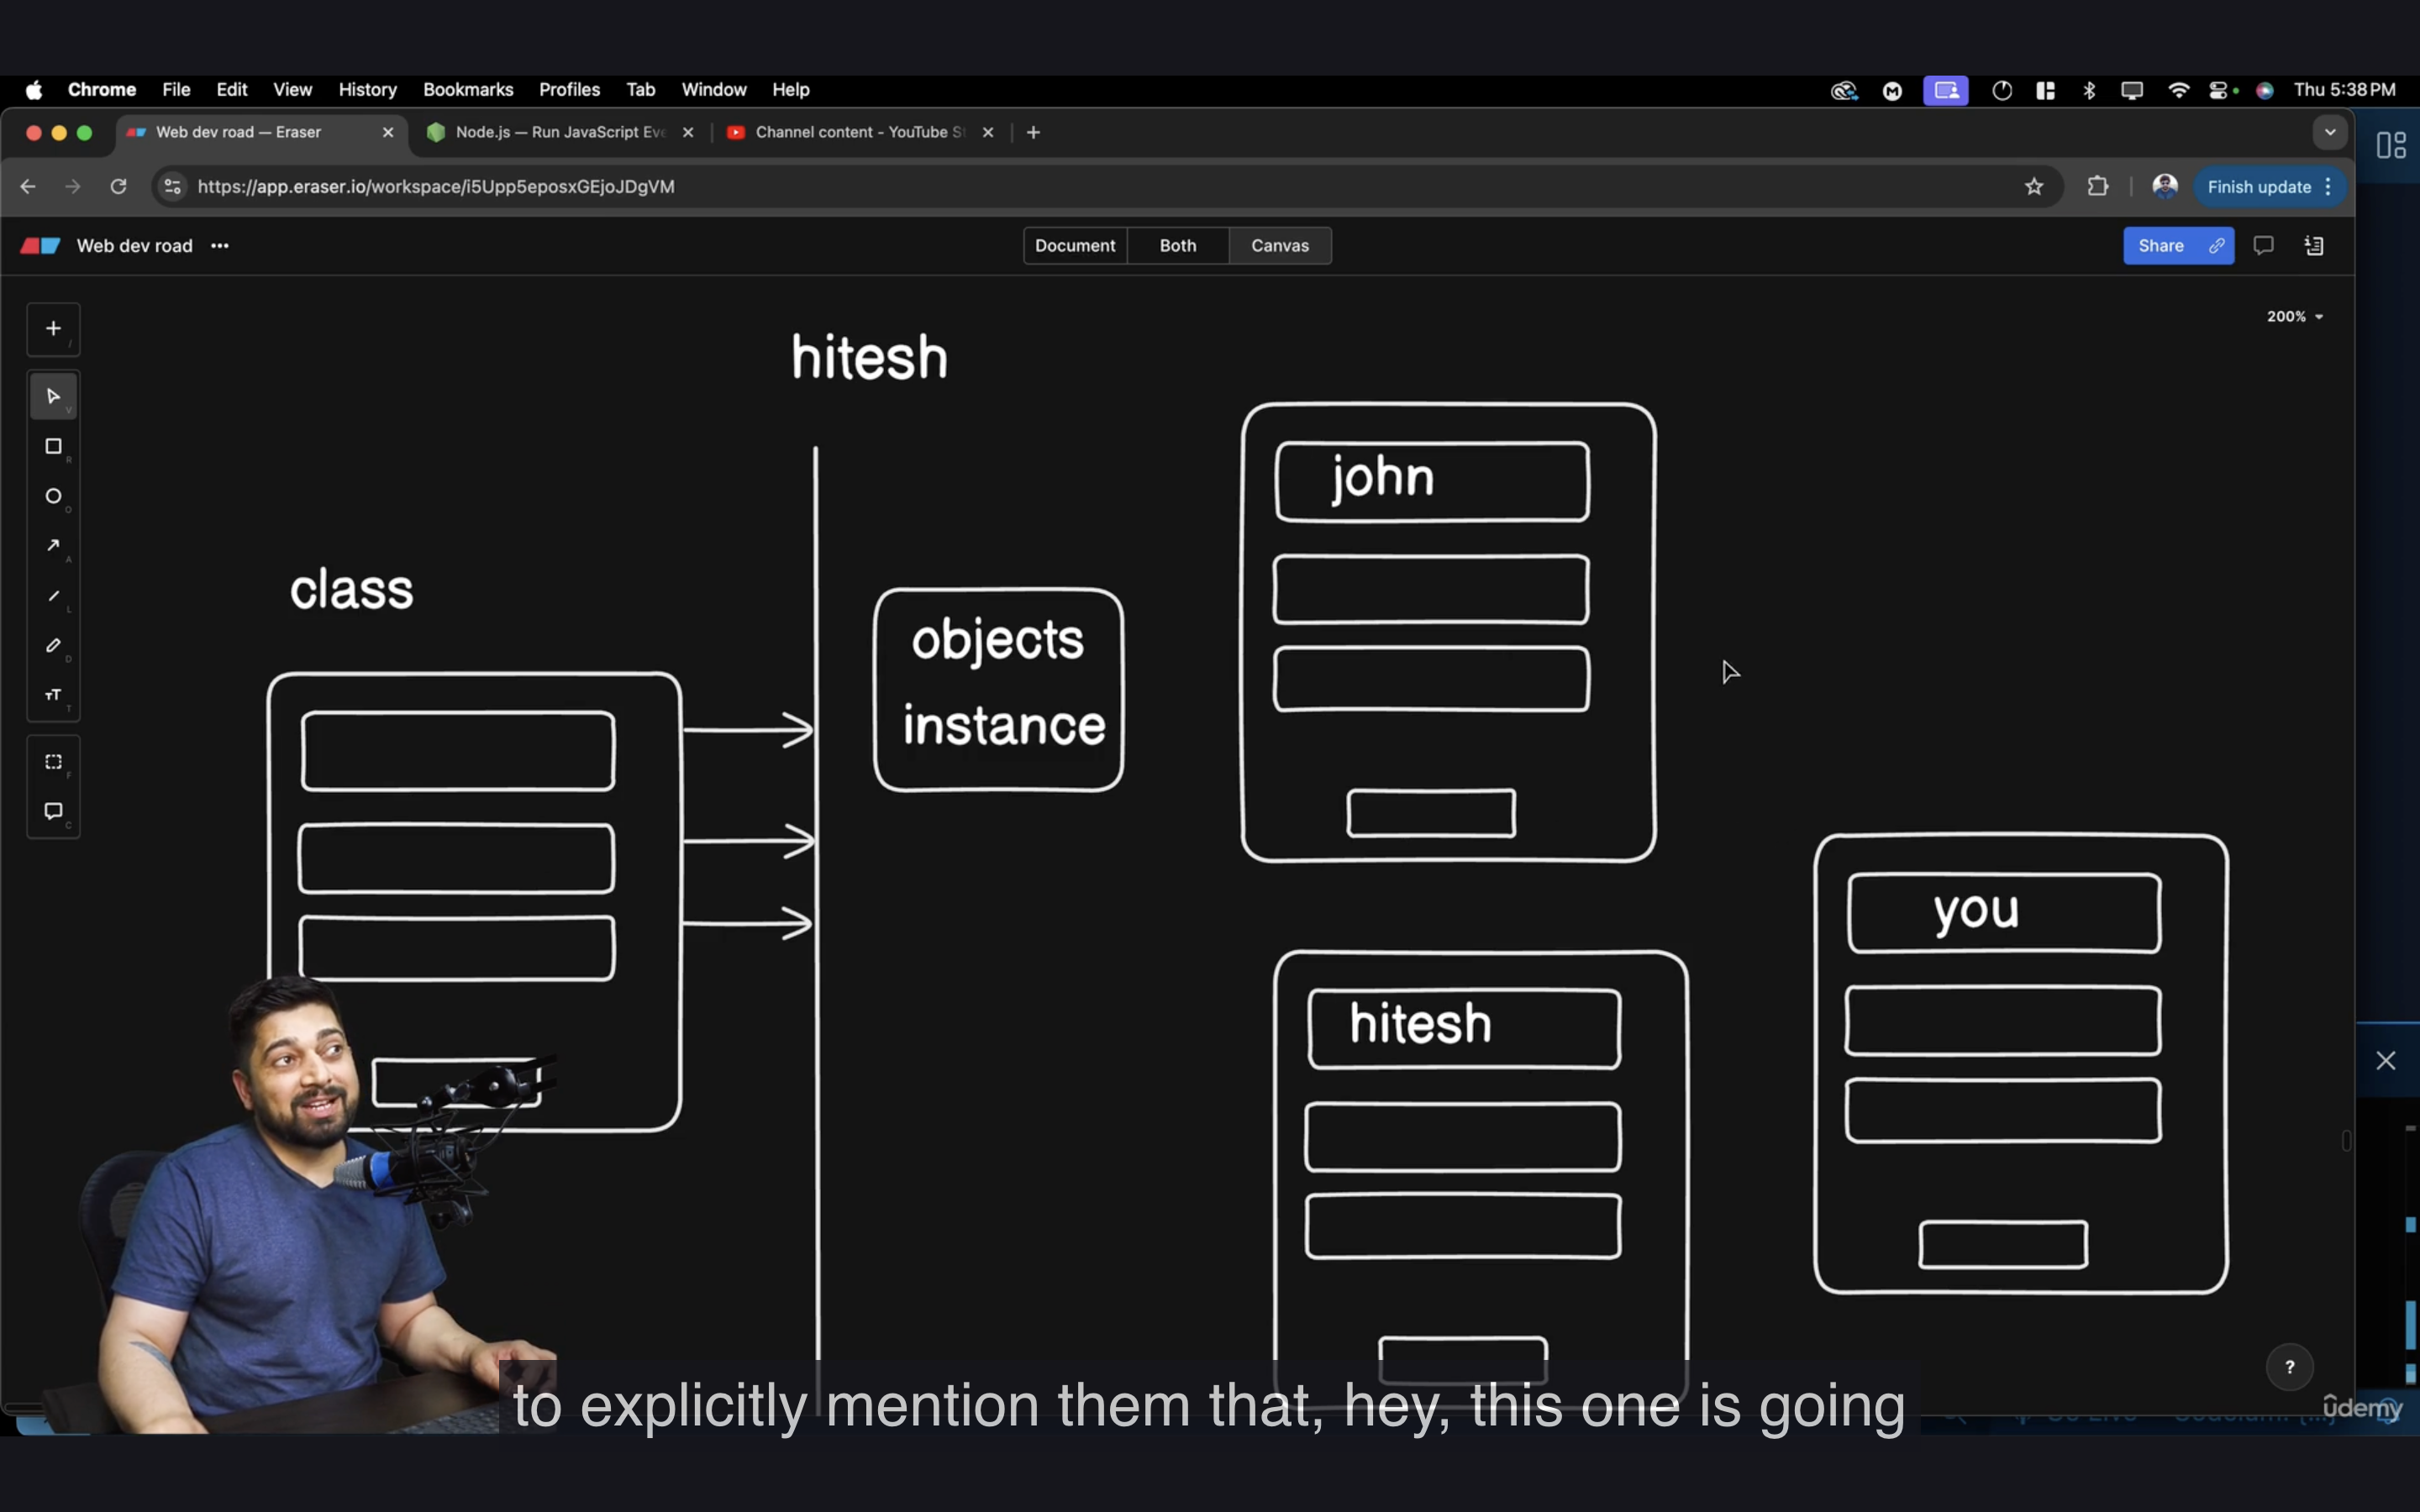 Chrome File Edit View History Bookmarks Profiles Tab Window Help Thu 5:38 PM
Web dev road — Eraser
Node.js — Run JavaScript Eve
Channel content - YouTube S
https://app.eraser.io/workspace/i5Upp5eposxGEjoJDgVM
Finish update
Web dev road
Document Both Canvas
Share
200%
hitesh
john
class
objects
instance
you
hitesh
V
R
O
A
L
D
T
F
C
?
to explicitly mention them that, hey, this one is going
udemy